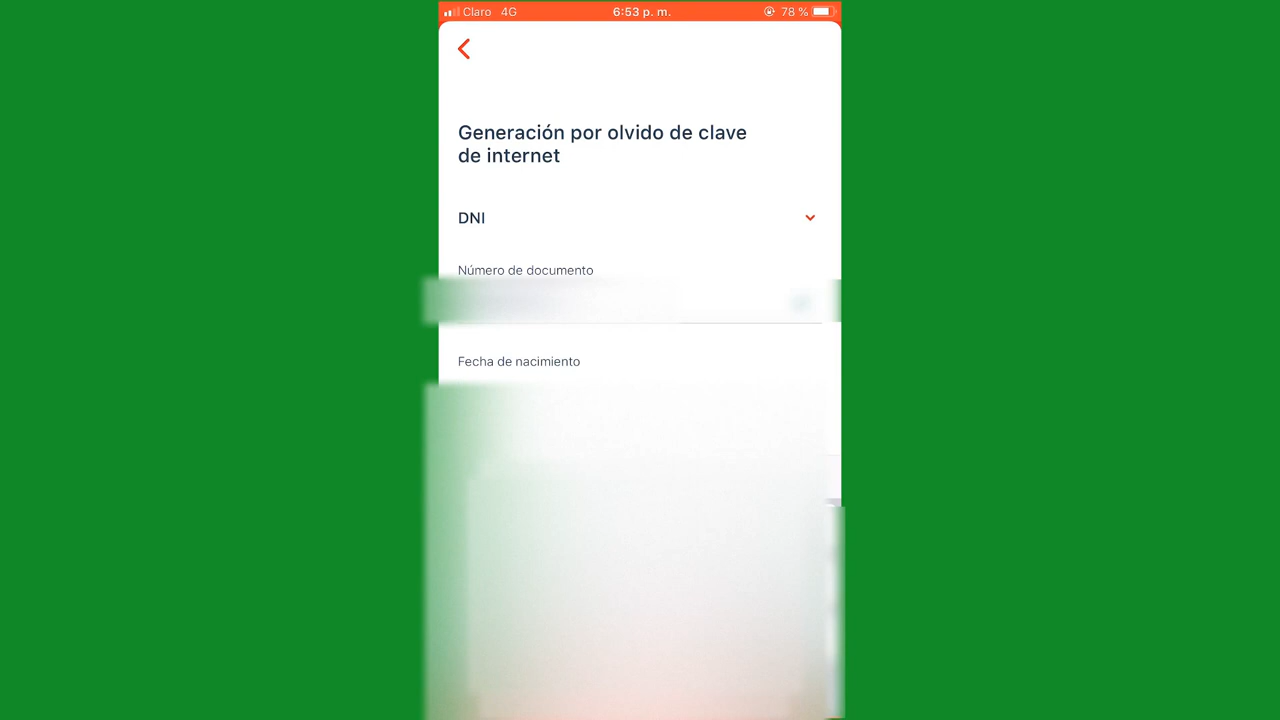 Claro 4G 6:53 p. m. 78 %
Generación por olvido de clave
de internet
DNI
Número de documento
Fecha de nacimiento